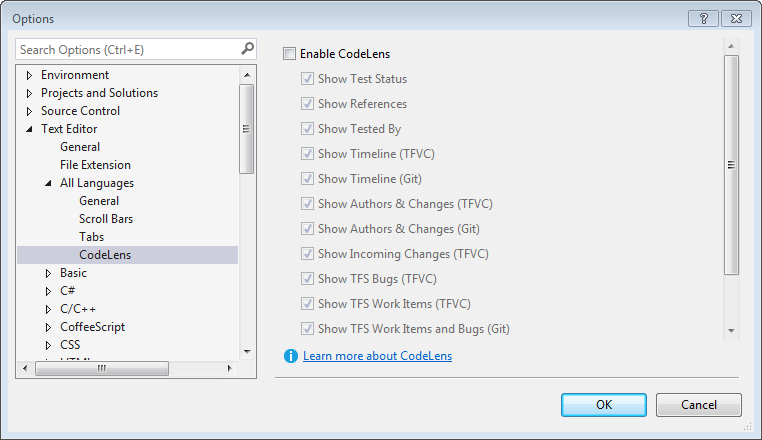 Options
Search Options (Ctrl+E)
Environment
Projects and Solutions
Source Control
Text Editor
General
File Extension
All Languages
General
Scroll Bars
Tabs
CodeLens
Basic
C#
C/C++
CoffeeScript
CSS
Enable CodeLens
Show Test Status
Show References
Show Tested By
Show Timeline (TFVC)
Show Timeline (Git)
Show Authors & Changes (TFVC)
Show Authors & Changes (Git)
Show Incoming Changes (TFVC)
Show TFS Bugs (TFVC)
Show TFS Work Items (TFVC)
Show TFS Work Items and Bugs (Git)
Learn more about CodeLens
OK
Cancel